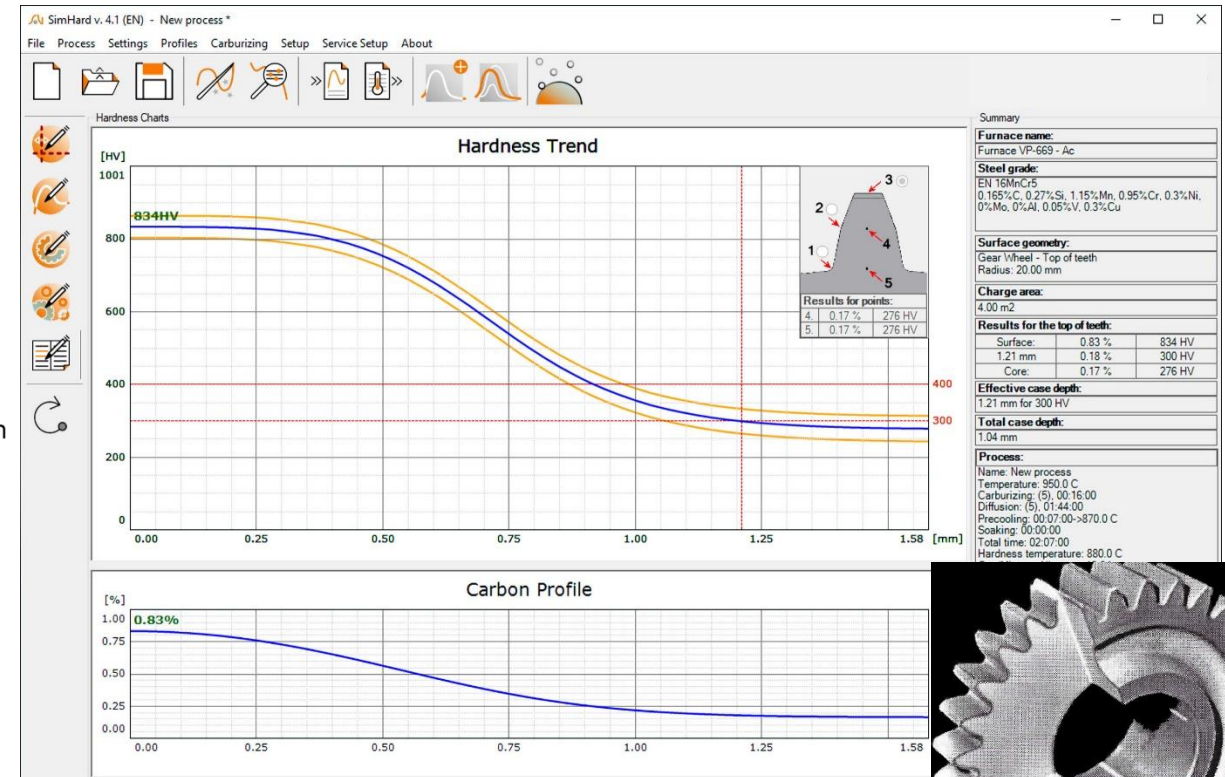 SimHard v. 4.1 (EN) - New process *
File Process Settings Profiles Carburizing Setup Service Setup About
Hardness Charts
Hardness Trend
[HV]
1001
800
600
400
200
0
834HV
400
300
0.00 0.25 0.50 0.75 1.00 1.25 1.58 [mm]
3
2
4
1
5
Results for points:
4. 0.17 % 276 HV
5. 0.17 % 276 HV
Carbon Profile
[%]
1.00
0.75
0.50
0.25
0.00
0.83%
0.00 0.25 0.50 0.75 1.00 1.25 1.58
Summary
Furnace name:
Furnace VP-669 - Ac
Steel grade:
EN 16MnCr5
0.165%C, 0.27%Si, 1.15%Mn, 0.95%Cr, 0.3%Ni,
0%Mo, 0%Al, 0.05%V, 0.3%Cu
Surface geometry:
Gear Wheel - Top of teeth
Radius: 20.00 mm
Charge area:
4.00 m2
Results for the top of teeth:
Surface: 0.83 % 834 HV
1.21 mm 0.18 % 300 HV
Core: 0.17 % 276 HV
Effective case depth:
1.21 mm for 300 HV
Total case depth:
1.04 mm
Process:
Name: New process
Temperature: 950.0 C
Carburizing: (5), 00:16:00
Diffusion: (5), 01:44:00
Precooling: 00:07:00->870.0 C
Soaking: 00:00:00
Total time: 02:07:00
Hardness temperature: 880.0 C